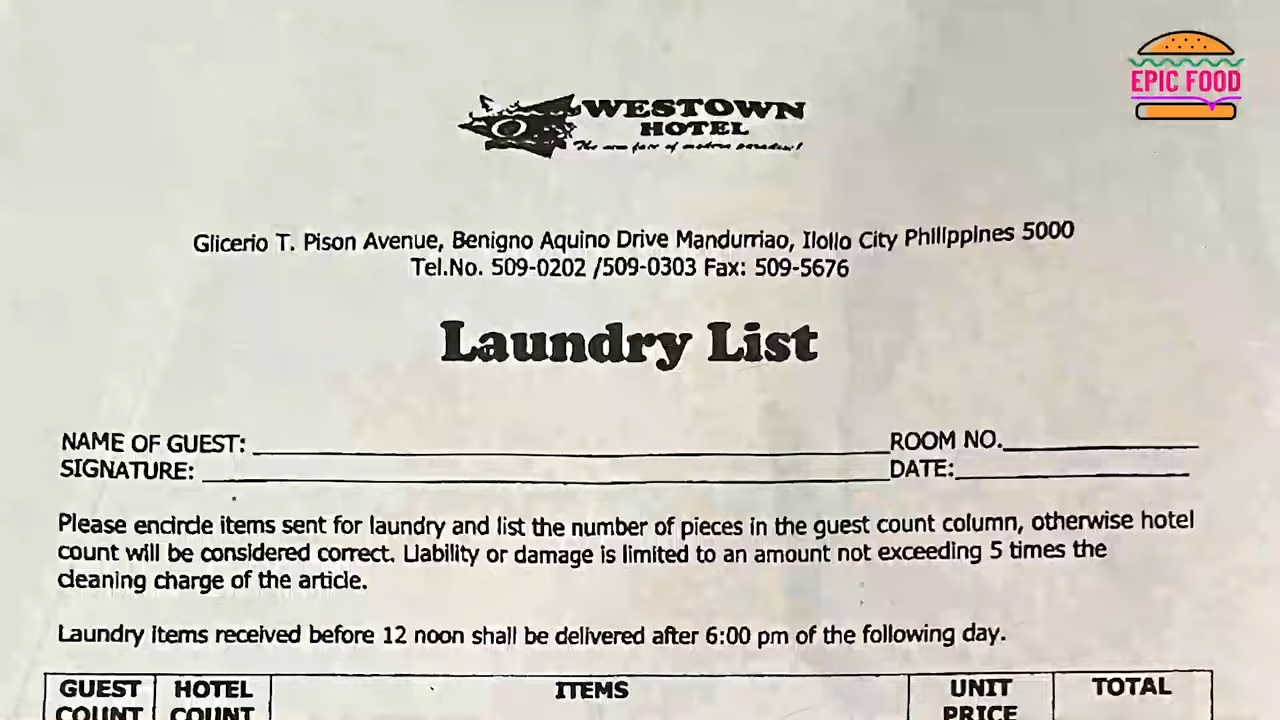 EPIC FOOD
WESTOWN
HOTEL
Glicerio T. Pison Avenue, Benigno Aquino Drive Mandurriao, Iloilo City Philippines 5000
Tel.No. 509-0202 /509-0303 Fax: 509-5676
Laundry List
NAME OF GUEST: ROOM NO.
SIGNATURE: DATE:
Please encircle items sent for laundry and list the number of pieces in the guest count column, otherwise hotel
count will be considered correct. Liability or damage is limited to an amount not exceeding 5 times the
cleaning charge of the article.
Laundry items received before 12 noon shall be delivered after 6:00 pm of the following day.
GUEST HOTEL ITEMS UNIT TOTAL
COUNT COUNT PRICE